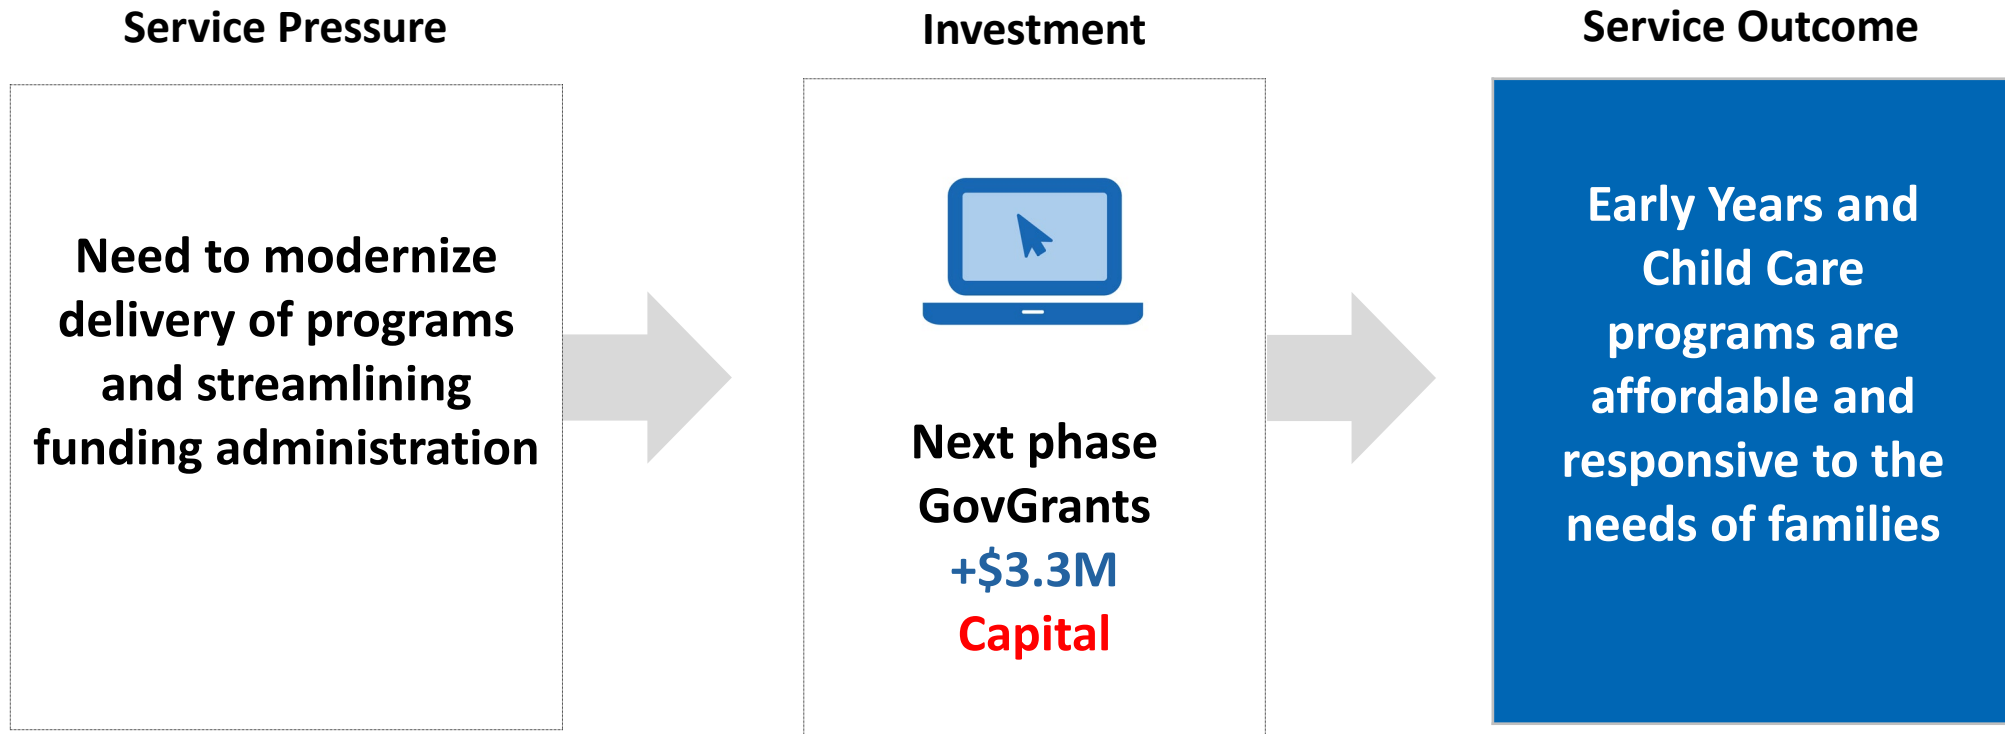 Service Pressure
Need to modernize
delivery of programs
and streamlining
funding administration
Investment
Next phase
GovGrants
+$3.3M
Capital
Service Outcome
Early Years and
Child Care
programs are
affordable and
responsive to the
needs of families